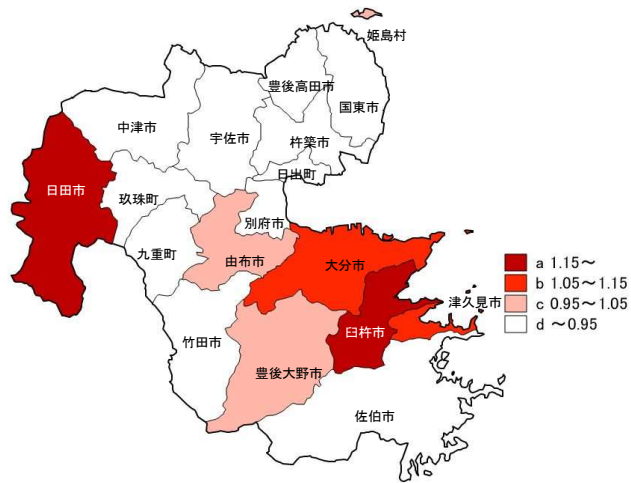 姫島村
豊後高田市
国東市
中津市
宇佐市
杵築市
日出町
日田市
玖珠町
別府市
九重町
由布市
大分市
津久見市
臼杵市
竹田市
豊後大野市
佐伯市
a 1.15～
b 1.05～1.15
c 0.95～1.05
d ～0.95